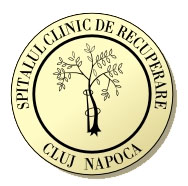 SPITALUL CLINIC DE RECUPERARE
CLUJ NAPOCA